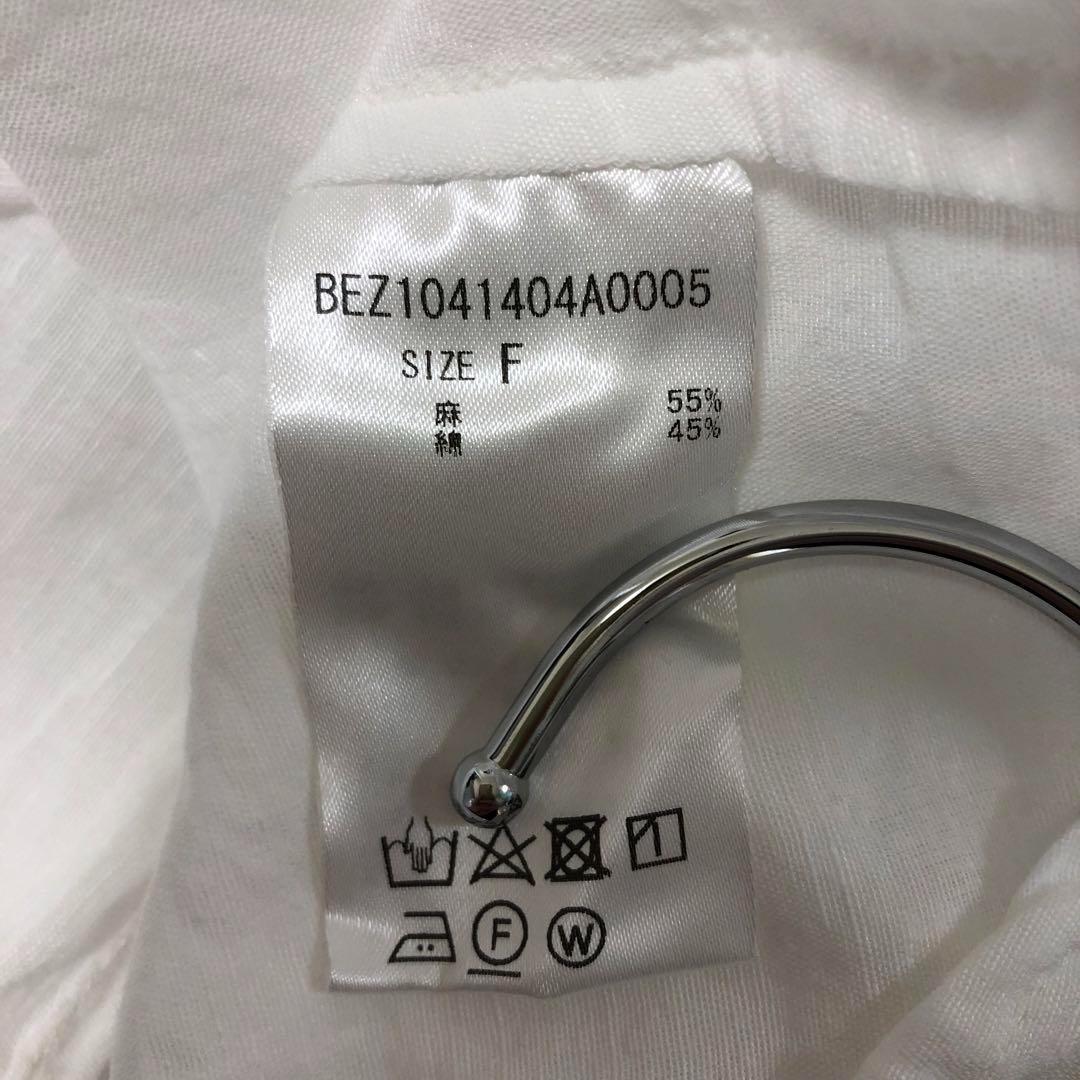 BEZ1041404A0005
SIZE F
麻 55%
綿 45%
F W